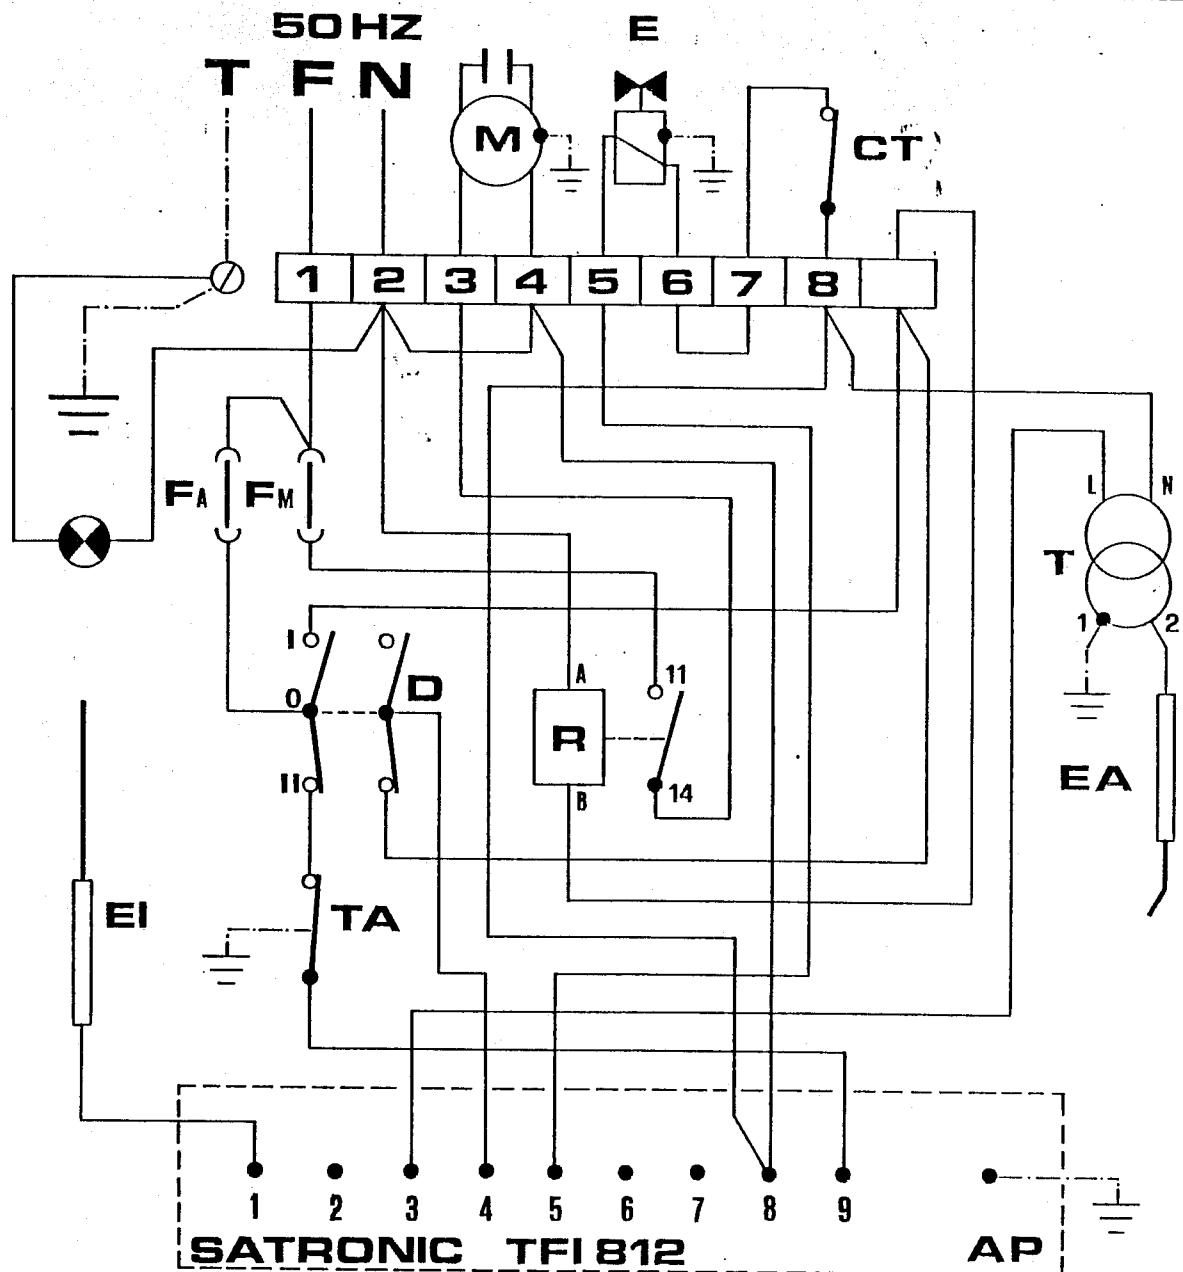 50 HZ
E
T F N
M
CT
1 2 3 4 5 6 7 8
FA FM
L N
T
1 2
I
0 D
II
A
R
B
11
14
EA
EI
TA
1 2 3 4 5 6 7 8 9
SATRONIC TFI 812 AP